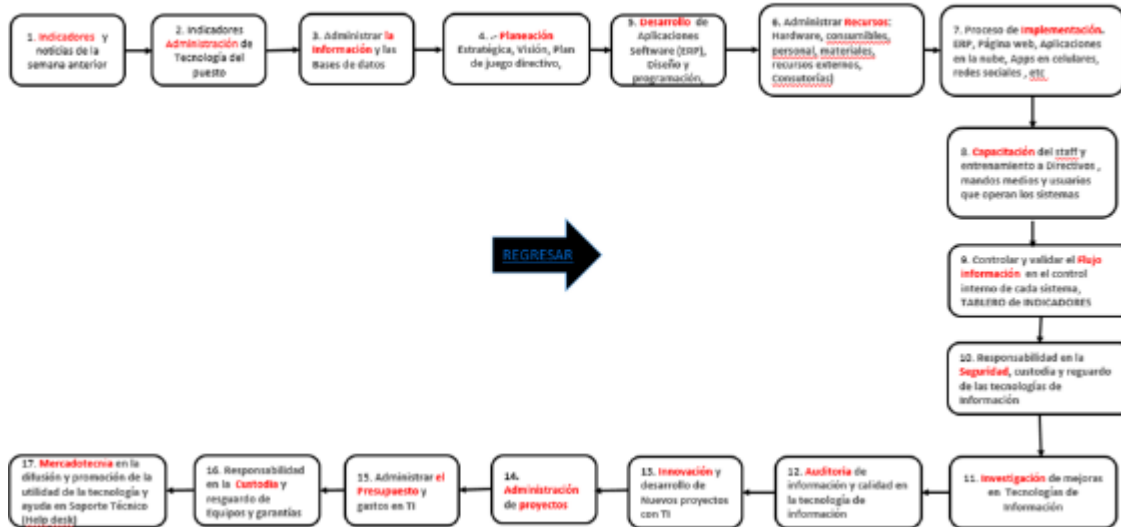 1. Indicadores y
noticias de la
semana anterior
2. Indicadores
Administración de
Tecnología del
puesto
3. Administrar la
Información y las
Bases de datos
4. .- Planeación
Estratégica, Visión, Plan
de juego directivo,
5. Desarrollo de
Aplicaciones
Software (ERP),
Diseño y
programación,
6. Administrar Recursos:
Hardware, consumibles,
personal, materiales,
recursos externos,
Consutorías)
7. Proceso de Implementación.
ERP, Página web, Aplicaciones
en la nube, Apps en celulares,
redes sociales , etc
8. Capacitación del staff y
entrenamiento a Directivos ,
mandos medios y usuarios
que operan los sistemas
REGRESAR
9. Controlar y validar el Flujo
información en el control
interno de cada sistema,
TABLERO de INDICADORES
10. Responsabilidad en la
Seguridad, custodia y reguardo
de las tecnologías de
Información
11. Investigación de mejoras
en Tecnologías de
Información
12. Auditoria de
información y calidad en
la tecnología de
información
13. Innovación y
desarrollo de
Nuevos proyectos
con TI
14.
Administración
de proyectos
15. Administrar el
Presupuesto y
gastos en TI
16. Responsabilidad
en la Custodia y
resguardo de
Equipos y garantías
17. Mercadotecnia en la
difusión y promoción de la
utilidad de la tecnología y
ayuda en Soporte Técnico
(Help desk)